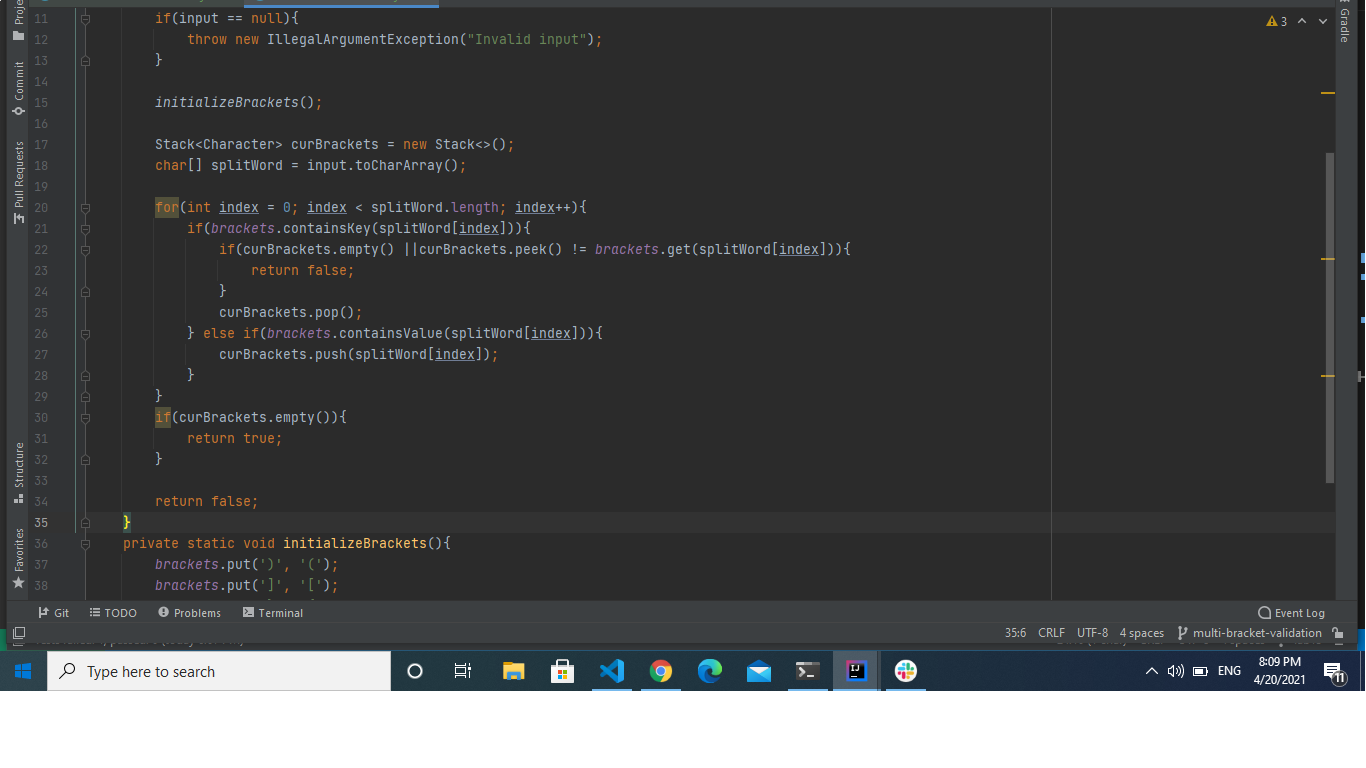 Proje
Commit
Pull Requests
Structure
Favorites
Gradle
3
11 if(input == null){
12 throw new IllegalArgumentException("Invalid input");
13 }
14
15 initializeBrackets();
16
17 Stack<Character> curBrackets = new Stack<>();
18 char[] splitWord = input.toCharArray();
19
20 for(int index = 0; index < splitWord.length; index++){
21 if(brackets.containsKey(splitWord[index])){
22 if(curBrackets.empty() ||curBrackets.peek() != brackets.get(splitWord[index])){
23 return false;
24 }
25 curBrackets.pop();
26 } else if(brackets.containsValue(splitWord[index])){
27 curBrackets.push(splitWord[index]);
28 }
29 }
30 if(curBrackets.empty()){
31 return true;
32 }
33
34 return false;
35 }
36 private static void initializeBrackets(){
37 brackets.put(')', '(');
38 brackets.put(']', '[');
Git TODO Problems Terminal Event Log
35:6 CRLF UTF-8 4 spaces multi-bracket-validation
Type here to search
IJ
ENG
8:09 PM
4/20/2021
11